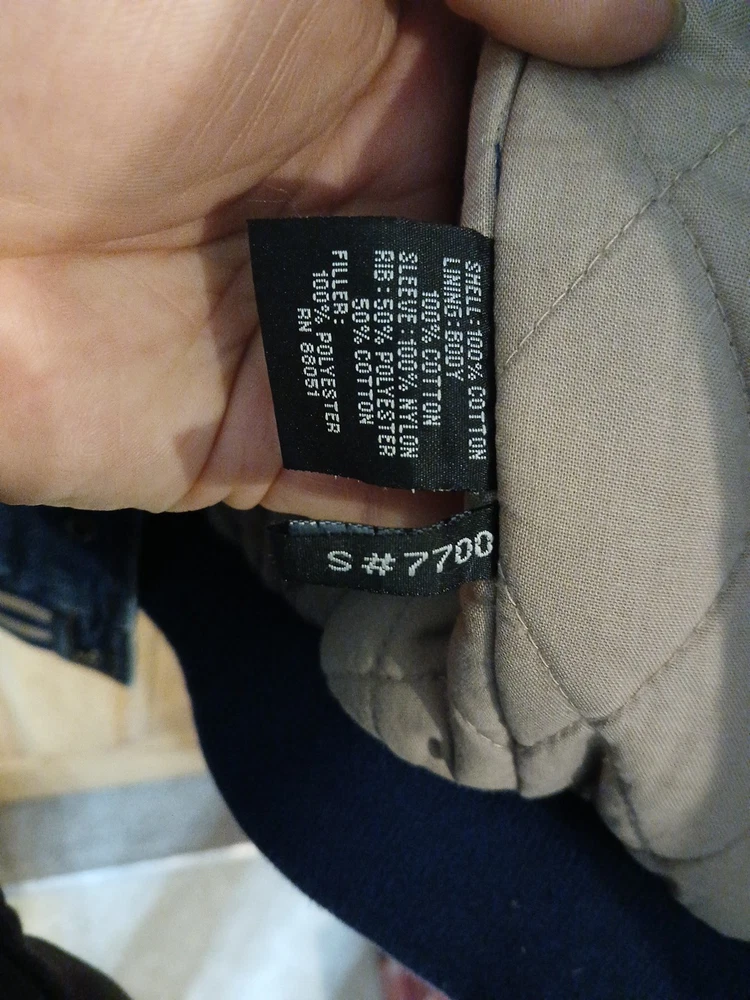 SHELL:100% COTTON
LINING:BODY
100% COTTON
SLEEVE:100% NYLON
RIB:50% POLYESTER
50% COTTON
FILLER:
100% POLYESTER
RN 88051
S#7700